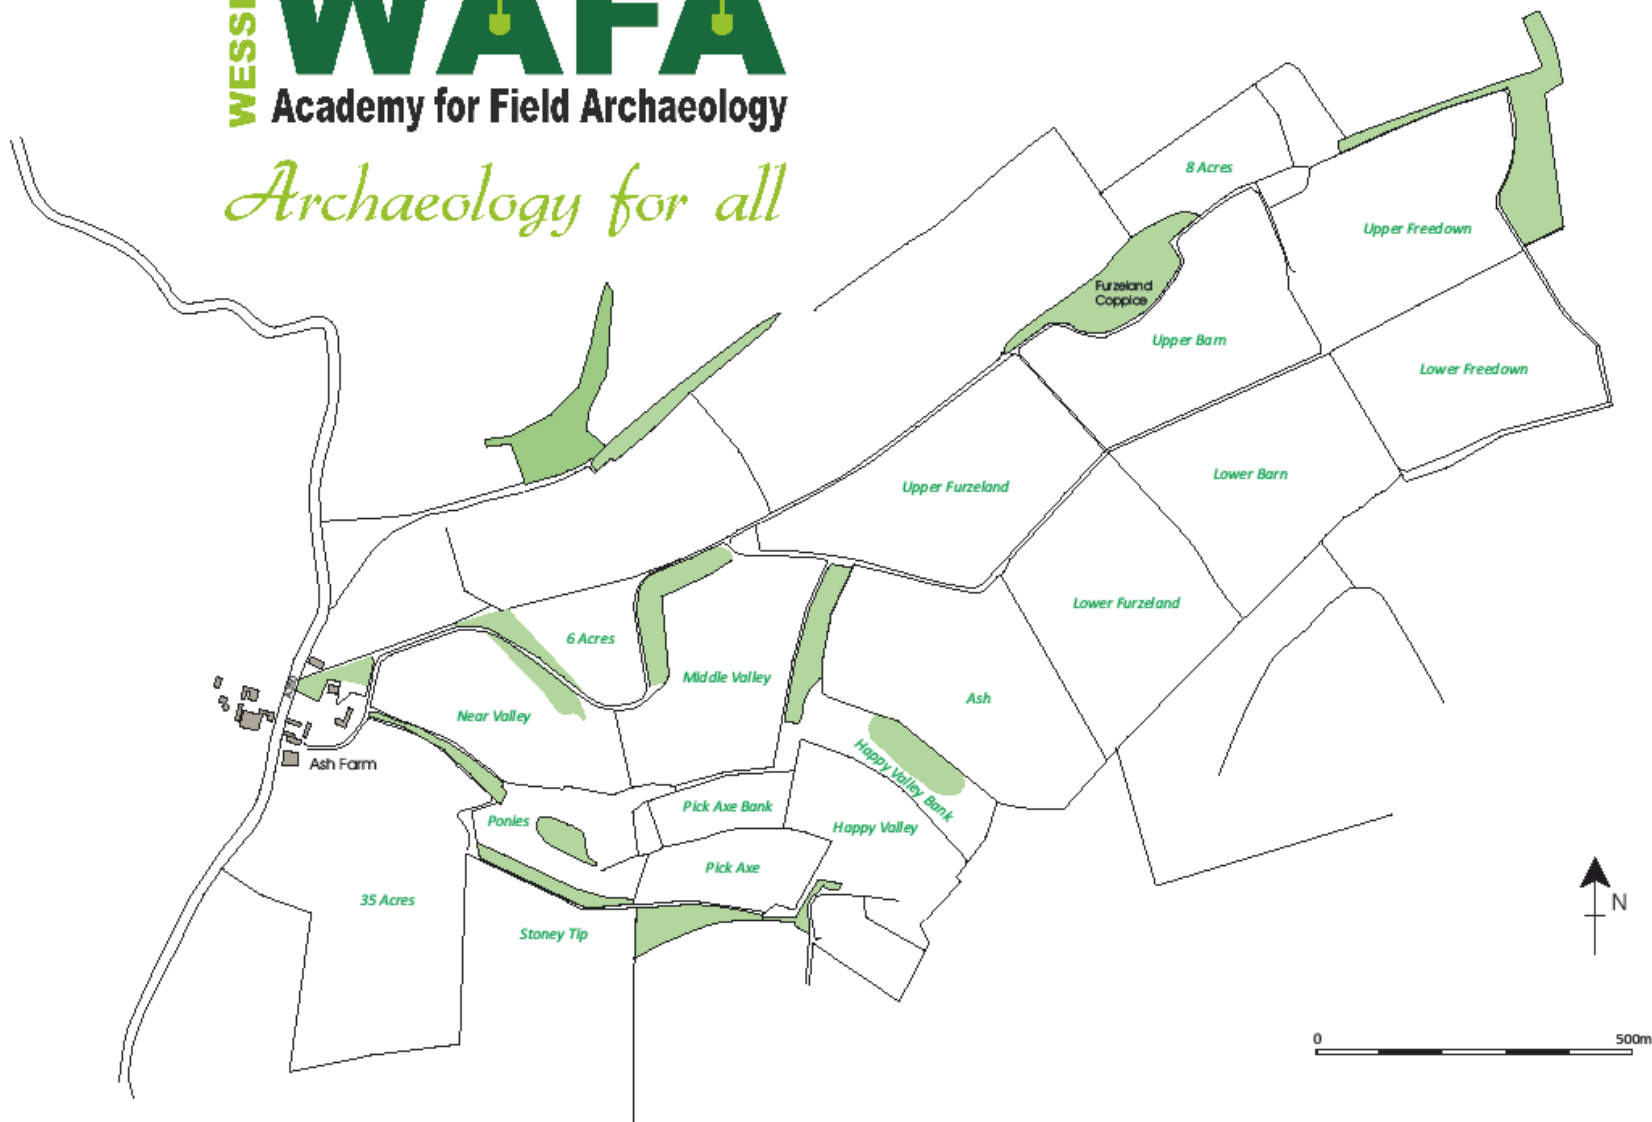 WAFA
Academy for Field Archaeology
Archaeology for all
8 Acres
Upper Freedown
Furzeland
Coppice
Upper Barn
Lower Freedown
Lower Barn
Upper Furzeland
Lower Furzeland
6 Acres
Middle Valley
Ash
Near Valley
Ash Farm
Happy Valley Bank
Pick Axe Bank
Ponies
Happy Valley
Pick Axe
35 Acres
Stoney Tip
N
0 500m